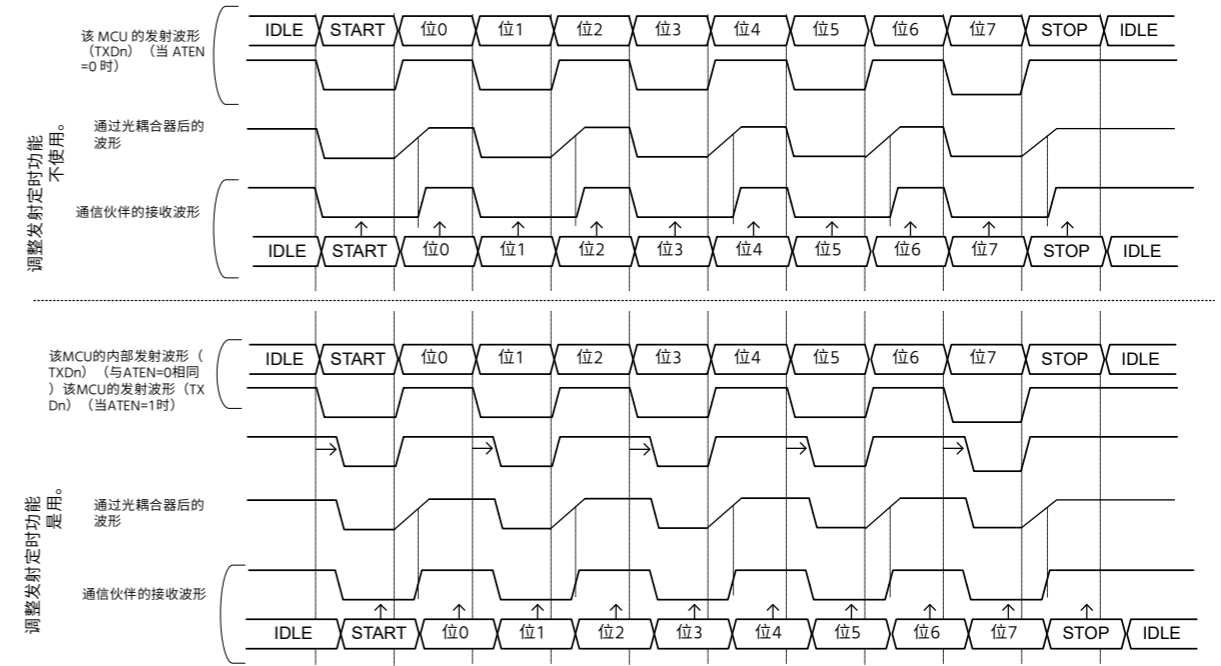 该 MCU 的发射波形
（TXDn）（当 ATEN
=0 时）
IDLE START 位0 位1 位2 位3 位4 位5 位6 位7 STOP IDLE
通过光耦合器后的
波形
调整发射定时功能
不使用。
通信伙伴的接收波形
IDLE START 位0 位1 位2 位3 位4 位5 位6 位7 STOP IDLE
该MCU的内部发射波形（
TXDn）（与ATEN=0相同
）该MCU的发射波形（TX
Dn）（当ATEN=1时）
IDLE START 位0 位1 位2 位3 位4 位5 位6 位7 STOP IDLE
调整发射定时功能
是用。
通过光耦合器后的
波形
通信伙伴的接收波形
IDLE START 位0 位1 位2 位3 位4 位5 位6 位7 STOP IDLE